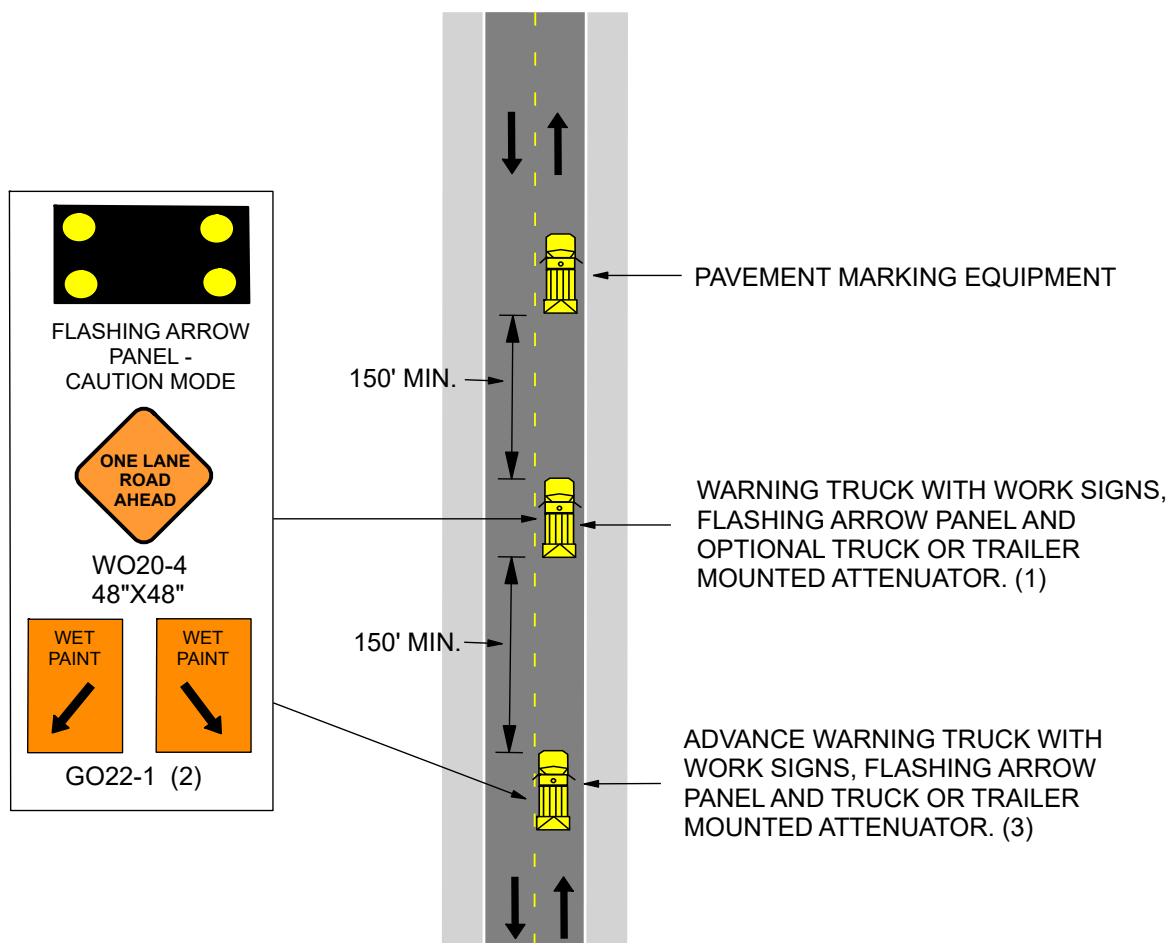 FLASHING ARROW
PANEL -
CAUTION MODE
ONE LANE
ROAD
AHEAD
WO20-4
48"X48"
WET
PAINT
WET
PAINT
GO22-1 (2)
150' MIN.
150' MIN.
PAVEMENT MARKING EQUIPMENT
WARNING TRUCK WITH WORK SIGNS,
FLASHING ARROW PANEL AND
OPTIONAL TRUCK OR TRAILER
MOUNTED ATTENUATOR. (1)
ADVANCE WARNING TRUCK WITH
WORK SIGNS, FLASHING ARROW
PANEL AND TRUCK OR TRAILER
MOUNTED ATTENUATOR. (3)